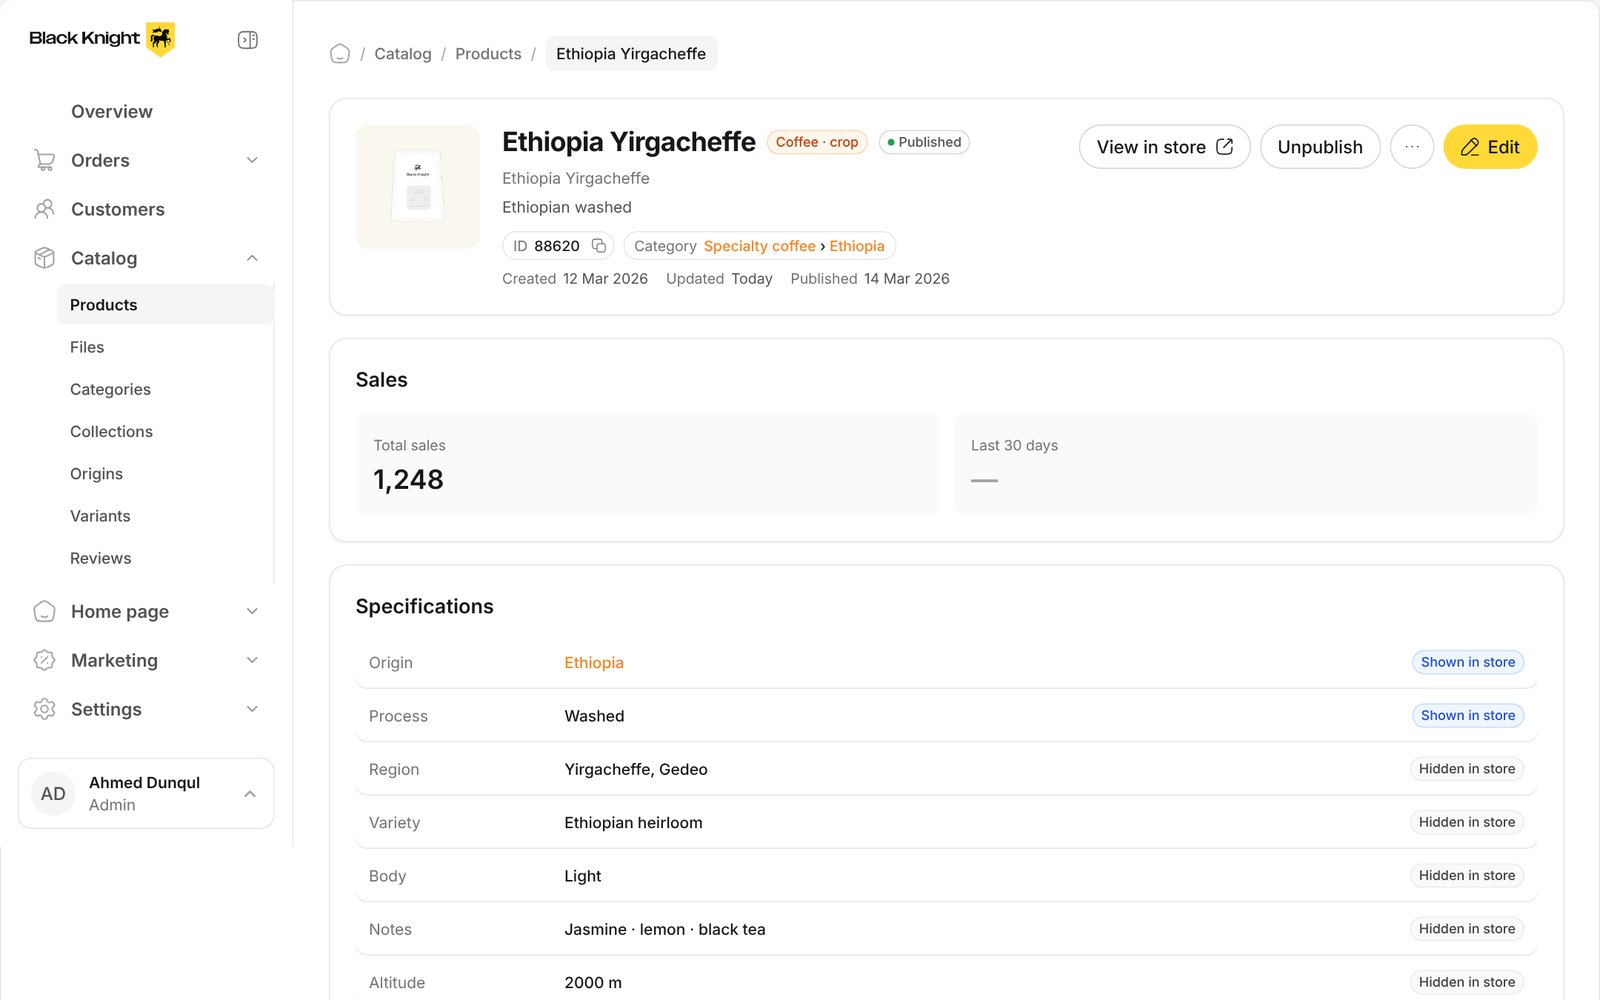 Black Knight
Overview
Orders
Customers
Catalog
Products
Files
Categories
Collections
Origins
Variants
Reviews
Home page
Marketing
Settings
AD
Ahmed Dunqul
Admin
/ Catalog / Products / Ethiopia Yirgacheffe
Black Knight
Ethiopia Yirgacheffe Coffee · crop Published
Ethiopia Yirgacheffe
Ethiopian washed
ID 88620 Category Specialty coffee › Ethiopia
Created 12 Mar 2026 Updated Today Published 14 Mar 2026
View in store Unpublish ··· Edit
Sales
Total sales
1,248
Last 30 days
—
Specifications
Origin Ethiopia Shown in store
Process Washed Shown in store
Region Yirgacheffe, Gedeo Hidden in store
Variety Ethiopian heirloom Hidden in store
Body Light Hidden in store
Notes Jasmine · lemon · black tea Hidden in store
Altitude 2000 m Hidden in store